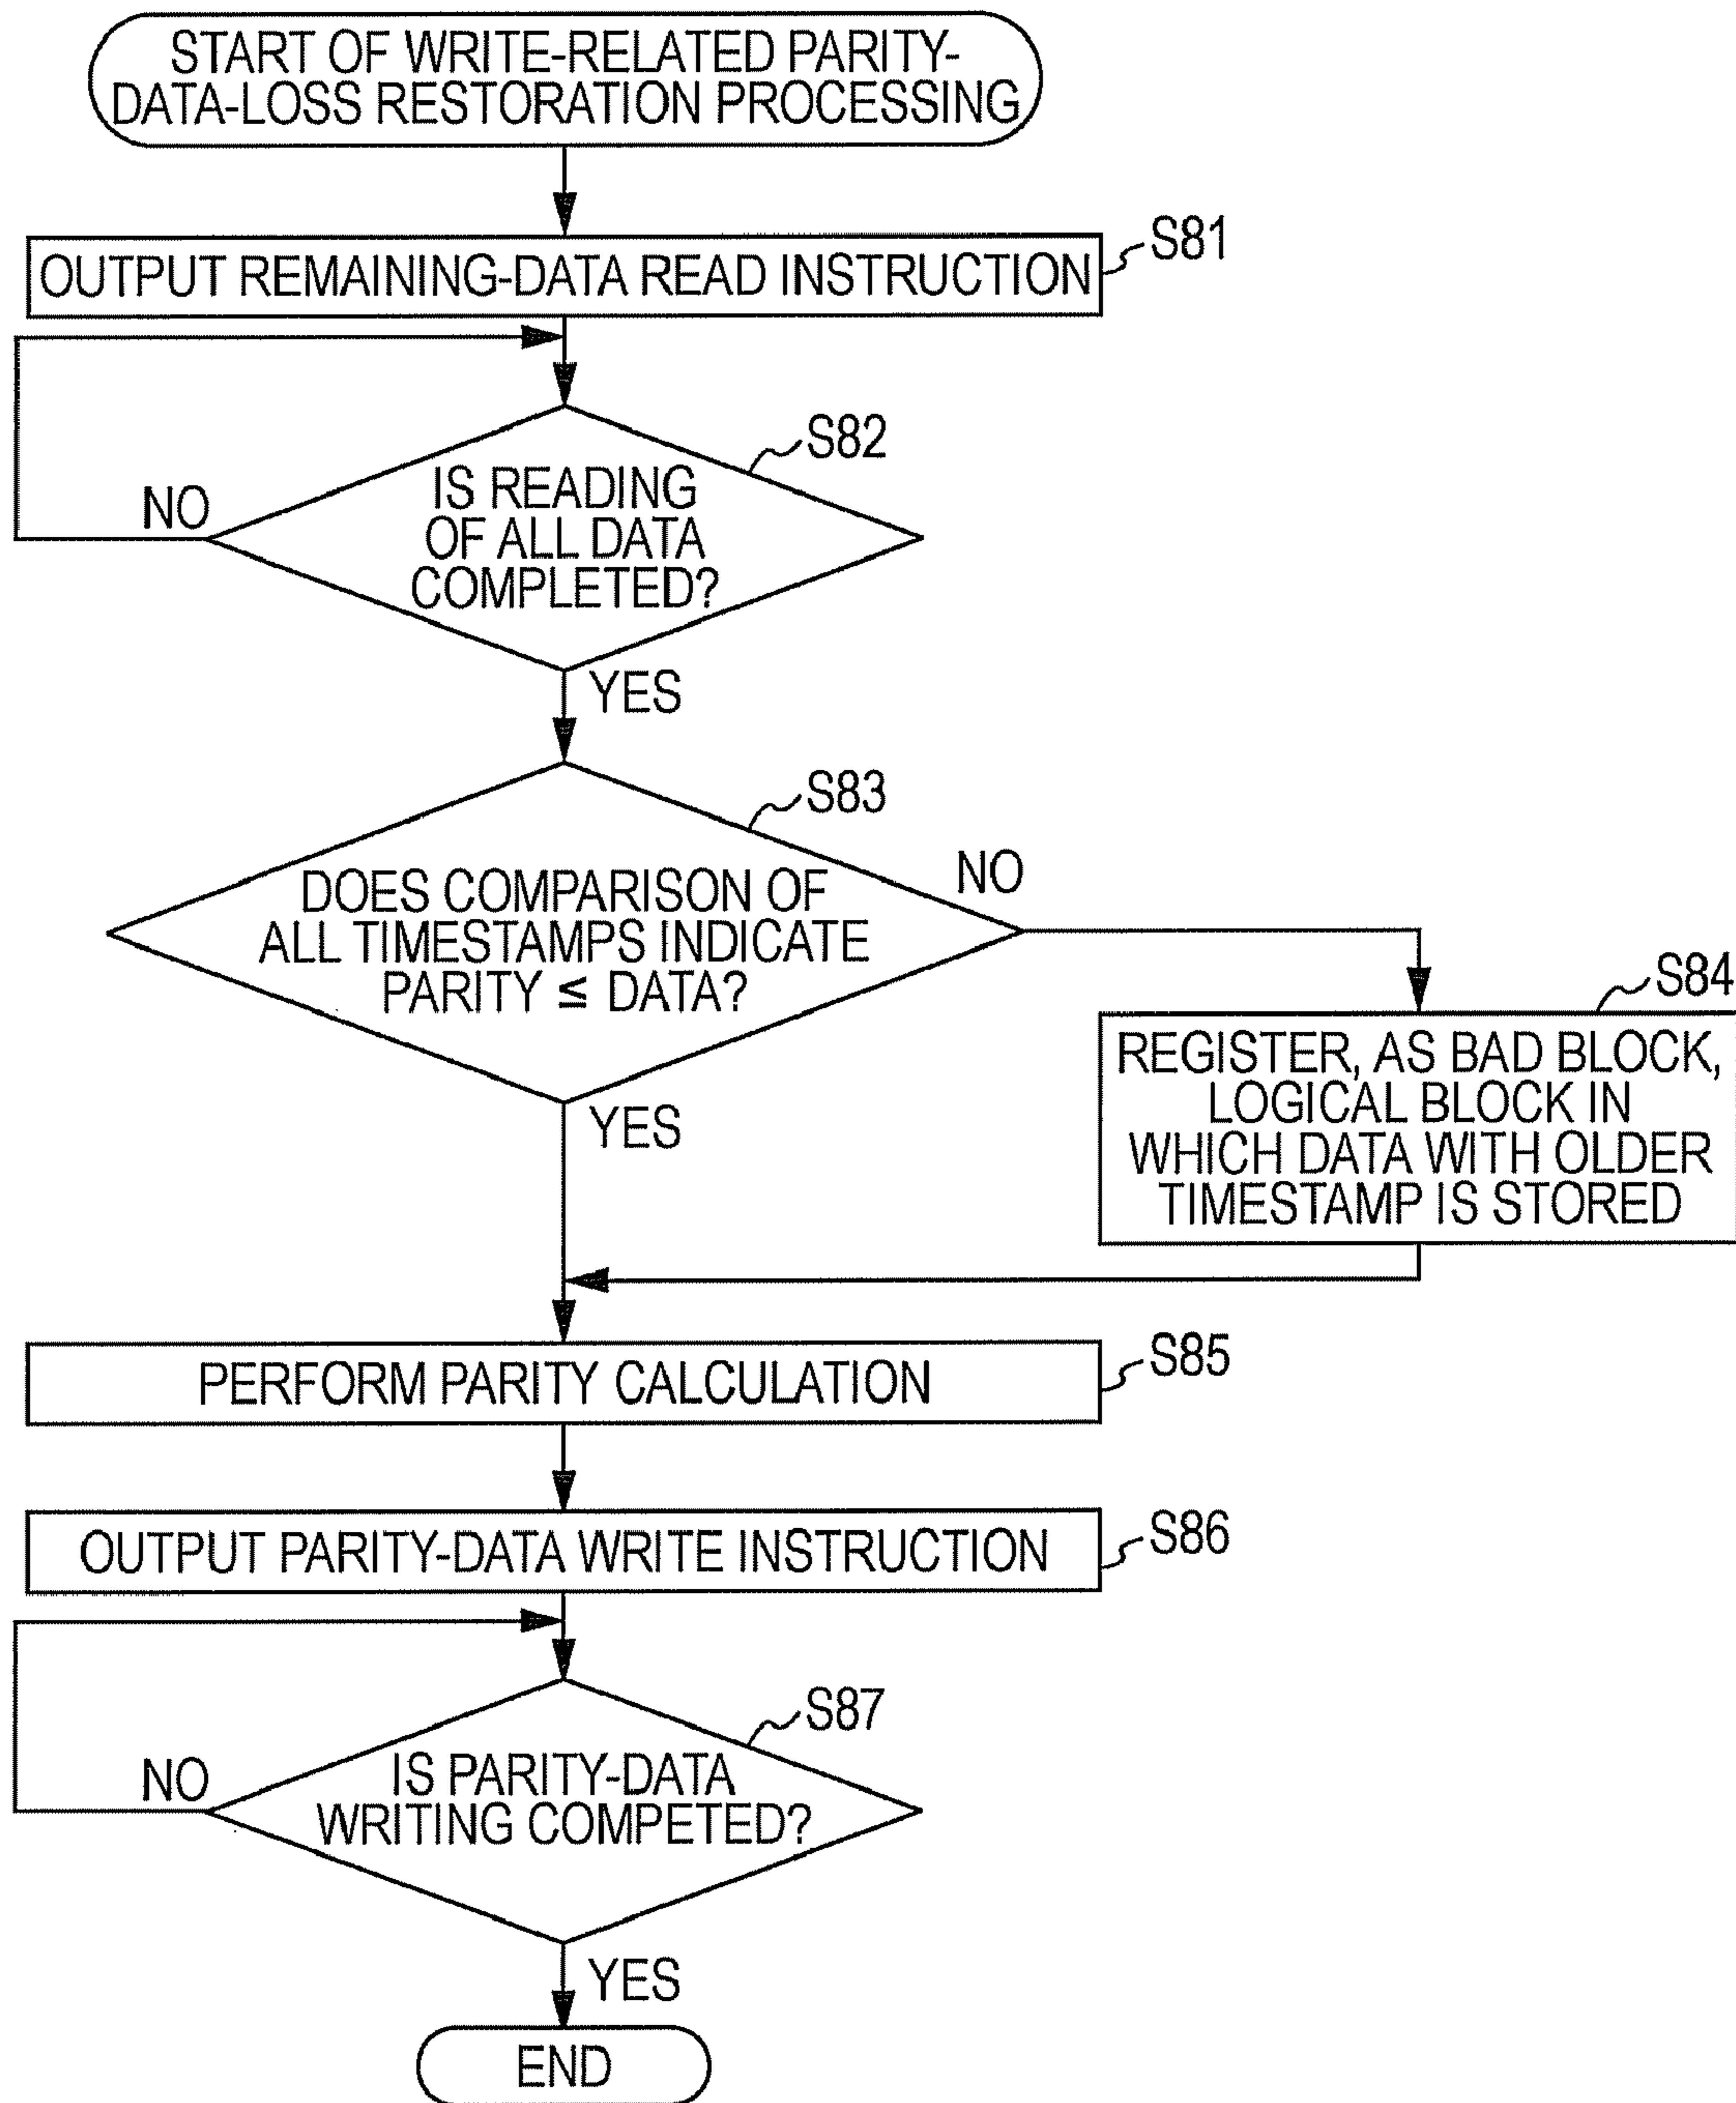 START OF WRITE-RELATED PARITY-
DATA-LOSS RESTORATION PROCESSING
OUTPUT REMAINING-DATA READ INSTRUCTION
S81
S82
IS READING
OF ALL DATA
COMPLETED?
NO
YES
S83
DOES COMPARISON OF
ALL TIMESTAMPS INDICATE
PARITY ≤ DATA?
NO
YES
S84
REGISTER, AS BAD BLOCK,
LOGICAL BLOCK IN
WHICH DATA WITH OLDER
TIMESTAMP IS STORED
PERFORM PARITY CALCULATION
S85
OUTPUT PARITY-DATA WRITE INSTRUCTION
S86
S87
IS PARITY-DATA
WRITING COMPETED?
NO
YES
END